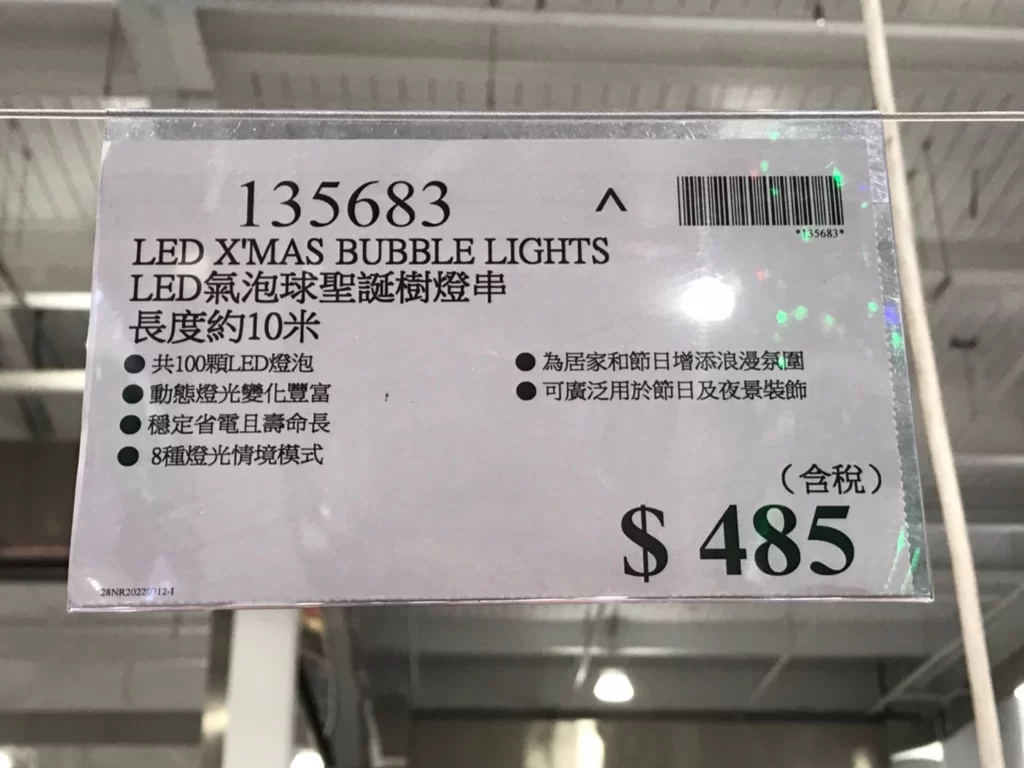 135683
^
*135683*
LED X'MAS BUBBLE LIGHTS
LED氣泡球聖誕樹燈串
長度約10米
● 共100顆LED燈泡
● 動態燈光變化豐富
● 穩定省電且壽命長
● 8種燈光情境模式
● 為居家和節日增添浪漫氛圍
● 可廣泛用於節日及夜景裝飾
（含稅）
$ 485
28NR20220912-I